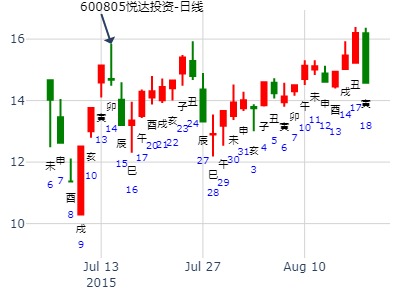 600805悦达投资-日线
16
14
12
10
未
6
申
7
酉
8
戌
9
亥
10
寅
13
卯
14
辰
15
巳
16
午
17
酉
20
戌
21
亥
22
子
23
丑
24
辰
27
巳
28
午
29
未
30
申
31
亥
3
子
4
丑
5
寅
6
卯
7
午
10
未
11
申
12
酉
13
戌
14
丑
17
寅
18
Jul 13
2015
Jul 27
Aug 10